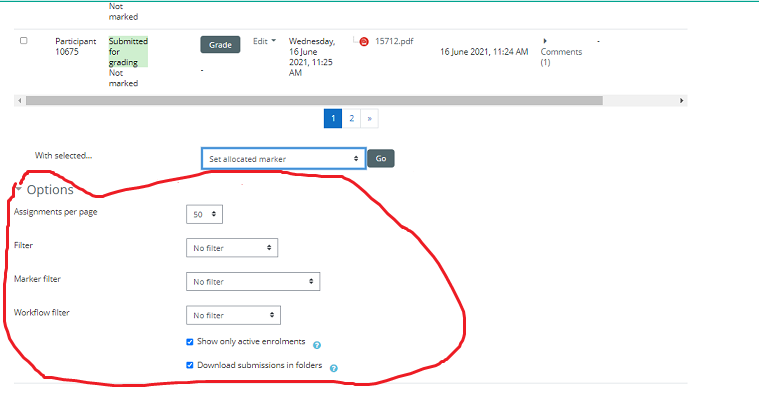 Not
marked
Participant
10675
Submitted
for
grading
Not
marked
Grade
-
Edit
Wednesday,
16 June
2021, 11:25
AM
15712.pdf
16 June 2021, 11:24 AM
Comments
(1)
-
1 2 »
With selected... Set allocated marker Go
Options
Assignments per page 50
Filter No filter
Marker filter No filter
Workflow filter No filter
Show only active enrolments ?
Download submissions in folders ?